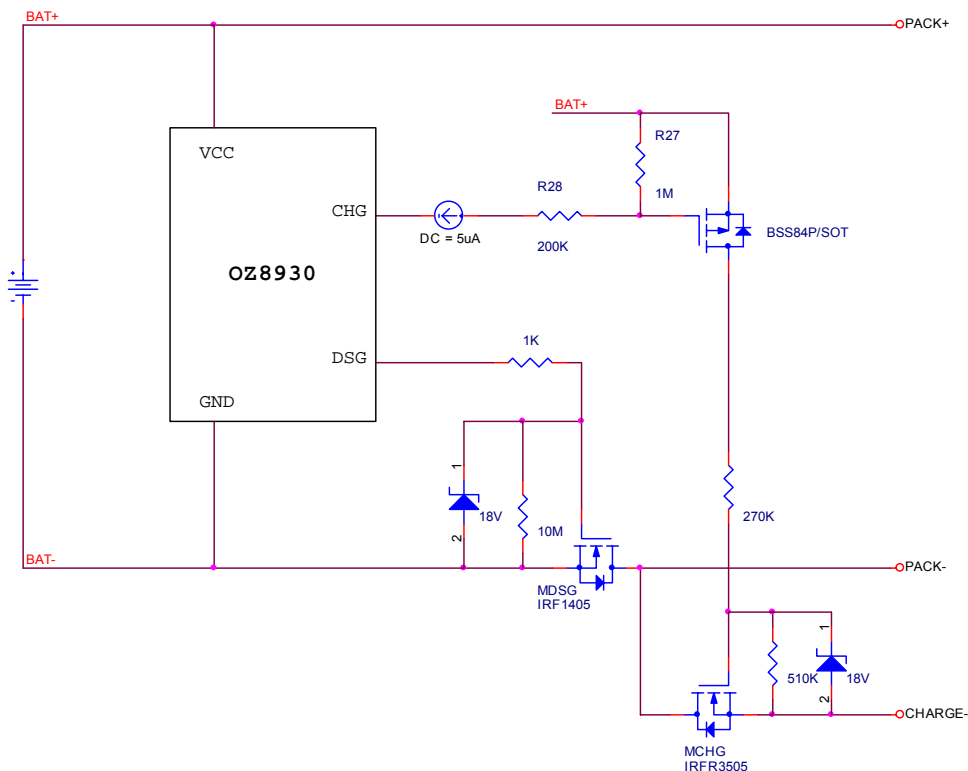 BAT+
PACK+
BAT+
R27
1M
VCC
CHG
R28
200K
DC = 5uA
BSS84P/SOT
OZ8930
DSG
1K
GND
1
18V
2
10M
270K
BAT-
PACK-
MDSG
IRF1405
1
510K
18V
2
CHARGE-
MCHG
IRFR3505
+
-